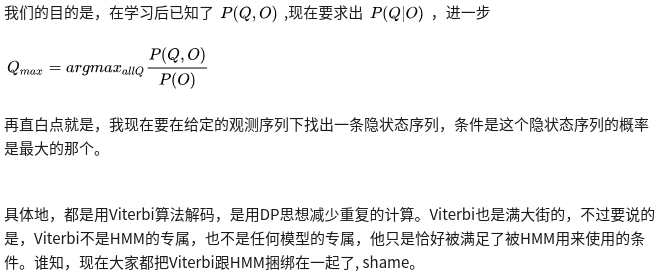 我们的目的是，在学习后已知了 P(Q,O) ,现在要求出 P(Q|O) ，进一步
Q_{max} = argmax_{allQ} \frac{P(Q,O)}{P(O)}
再直白点就是，我现在要在给定的观测序列下找出一条隐状态序列，条件是这个隐状态序列的概率
是最大的那个。
具体地，都是用Viterbi算法解码，是用DP思想减少重复的计算。Viterbi也是满大街的，不过要说的
是，Viterbi不是HMM的专属，也不是任何模型的专属，他只是恰好被满足了被HMM用来使用的条
件。谁知，现在大家都把Viterbi跟HMM捆绑在一起了, shame。